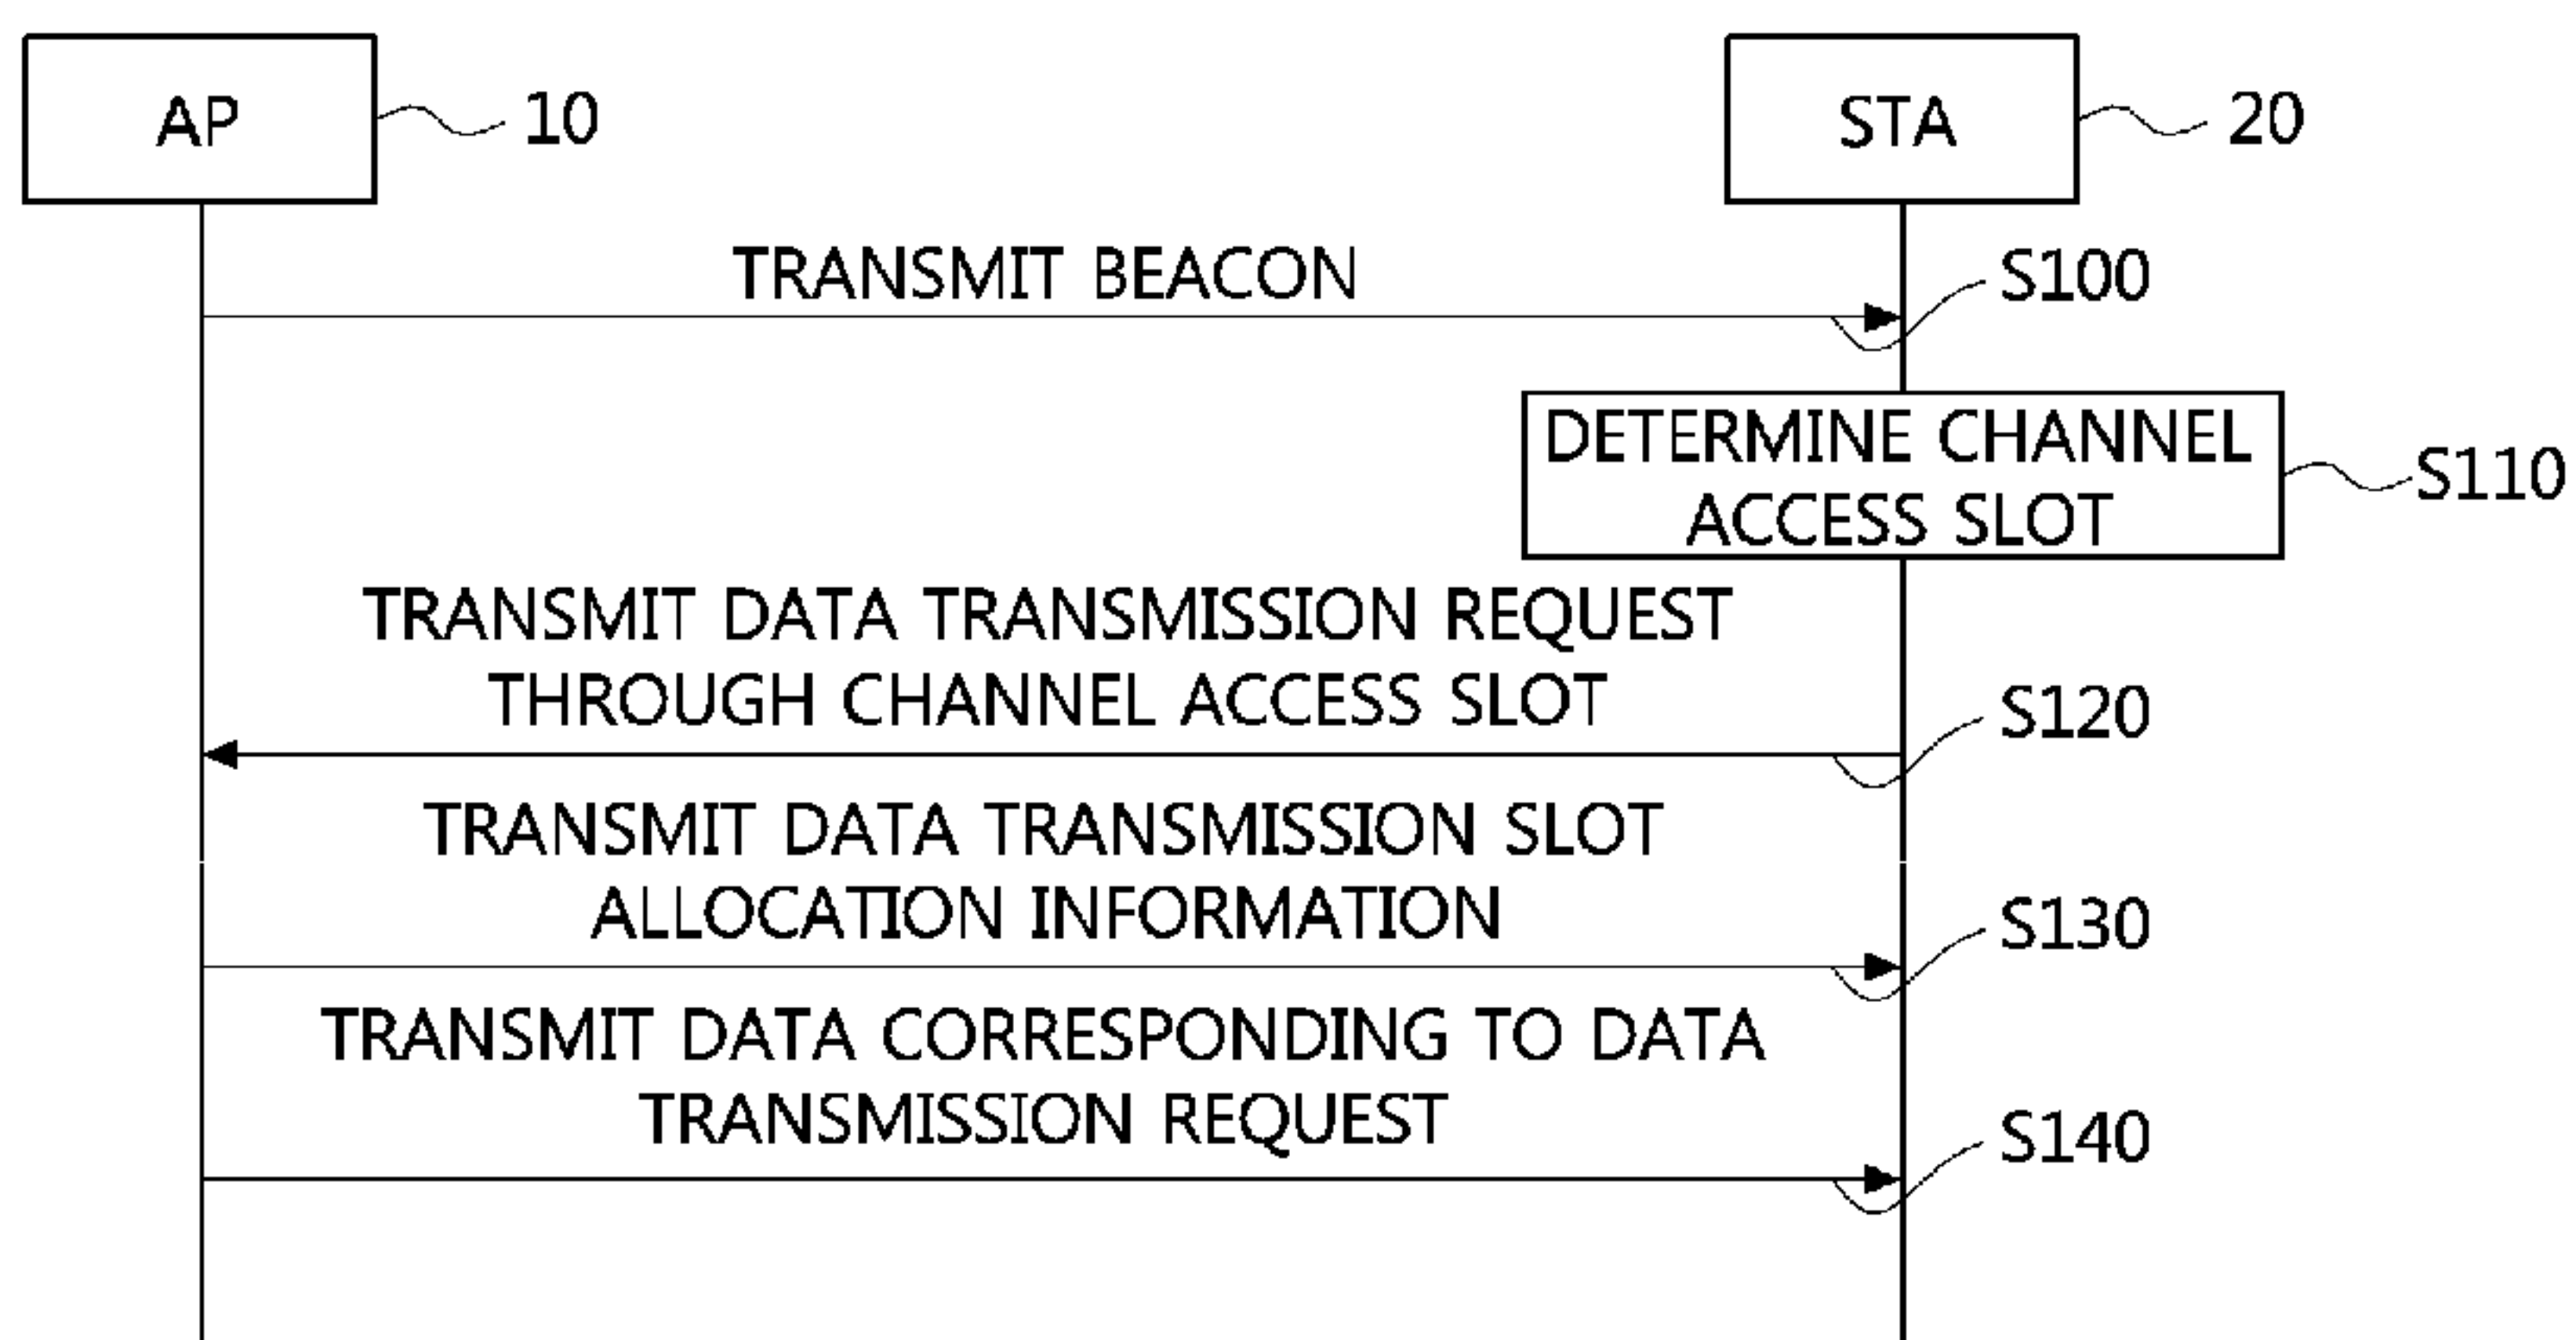 AP
10
STA
20
TRANSMIT BEACON
S100
DETERMINE CHANNEL
ACCESS SLOT
S110
TRANSMIT DATA TRANSMISSION REQUEST
THROUGH CHANNEL ACCESS SLOT
S120
TRANSMIT DATA TRANSMISSION SLOT
ALLOCATION INFORMATION
S130
TRANSMIT DATA CORRESPONDING TO DATA
TRANSMISSION REQUEST
S140